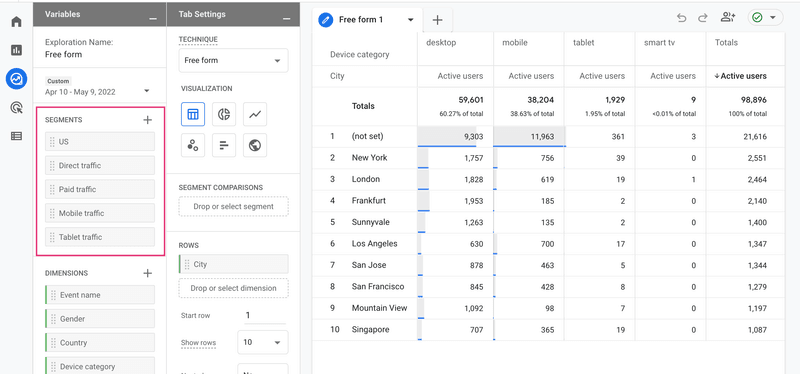 Variables
Exploration Name:
Free form
Custom
Apr 10 - May 9, 2022
SEGMENTS
US
Direct traffic
Paid traffic
Mobile traffic
Tablet traffic
DIMENSIONS
Event name
Gender
Country
Device category
Tab Settings
TECHNIQUE
Free form
VISUALIZATION
SEGMENT COMPARISONS
Drop or select segment
ROWS
City
Drop or select dimension
Start row 1
Show rows 10
Free form 1
Device category desktop mobile tablet smart tv Totals
City Active users Active users Active users Active users Active users
Totals 59,601 38,204 1,929 9 98,896
60.27% of total 38.63% of total 1.95% of total <0.01% of total 100% of total
1 (not set) 9,303 11,963 361 3 21,616
2 New York 1,757 756 39 0 2,551
3 London 1,828 619 19 1 2,464
4 Frankfurt 1,953 185 2 0 2,140
5 Sunnyvale 1,263 135 2 0 1,400
6 Los Angeles 630 700 17 0 1,347
7 San Jose 878 463 5 0 1,344
8 San Francisco 845 428 8 0 1,279
9 Mountain View 1,092 98 7 0 1,197
10 Singapore 707 365 19 0 1,087